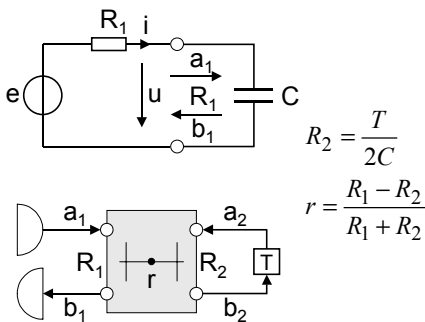 R₁ i
a₁
e u R₁ C
b₁
R₂ = T / 2C
r = R₁ − R₂ / R₁ + R₂
a₁ a₂
R₁ R₂ T
r
b₁ b₂